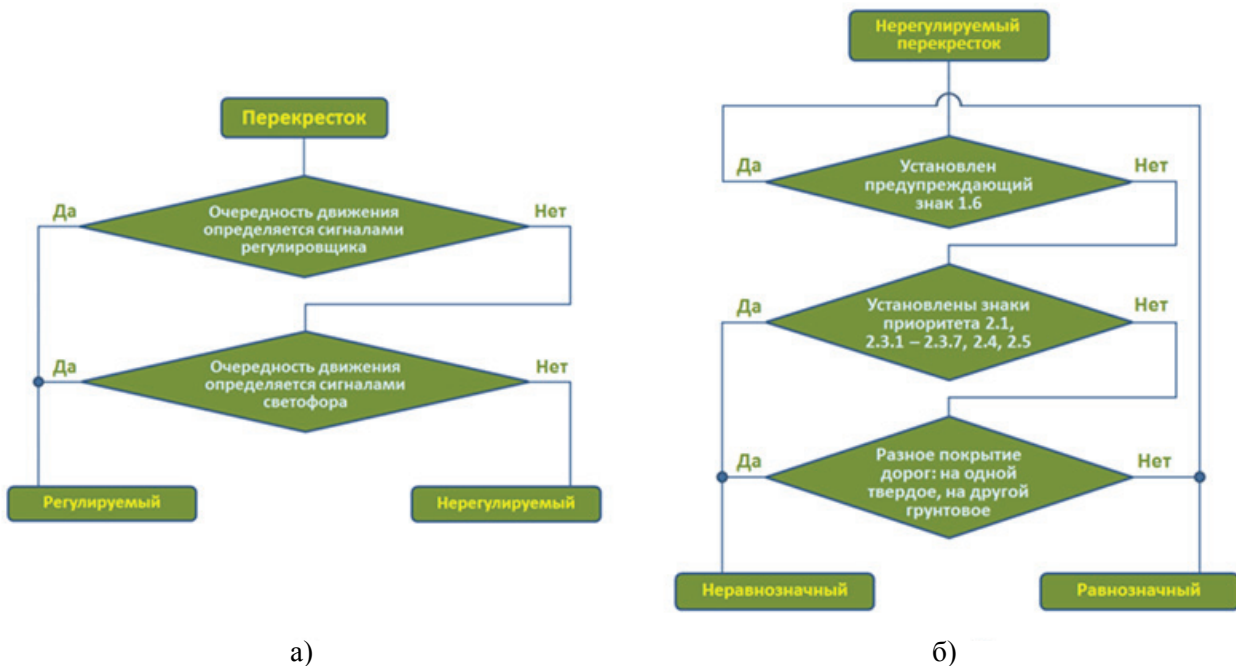 Перекресток
Да
Нет
Очередность движения
определяется сигналами
регулировщика
Да
Нет
Очередность движения
определяется сигналами
светофора
Регулируемый
Нерегулируемый
а)
Нерегулируемый
перекресток
Да
Нет
Установлен
предупреждающий
знак 1.6
Да
Нет
Установлены знаки
приоритета 2.1,
2.3.1 – 2.3.7, 2.4, 2.5
Да
Нет
Разное покрытие
дорог: на одной
твердое, на другой
грунтовое
Неравнозначный
Равнозначный
б)